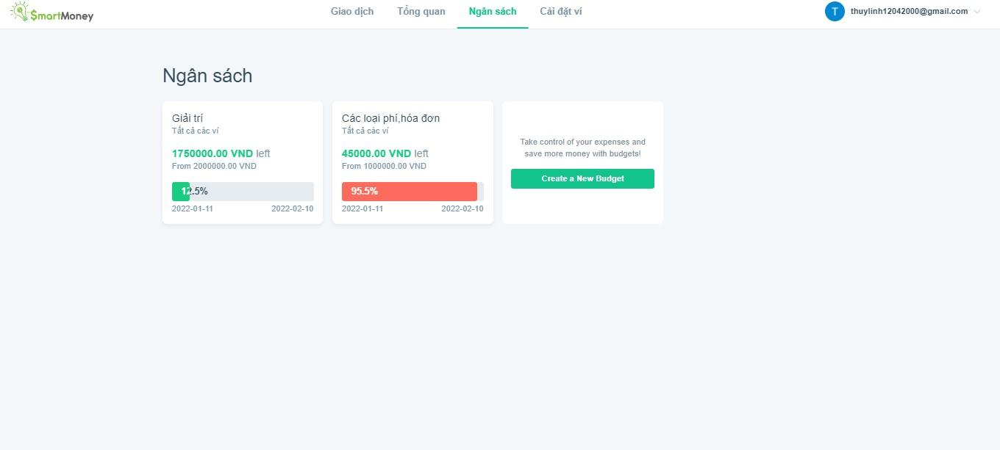 $martMoney
Giao dịch
Tổng quan
Ngân sách
Cài đặt ví
T
thuylinh12042000@gmail.com
Ngân sách
Giải trí
Tất cả các ví
1750000.00 VND left
From 2000000.00 VND
12.5%
2022-01-11
2022-02-10
Các loại phí,hóa đơn
Tất cả các ví
45000.00 VND left
From 1000000.00 VND
95.5%
2022-01-11
2022-02-10
Take control of your expenses and
save more money with budgets!
Create a New Budget